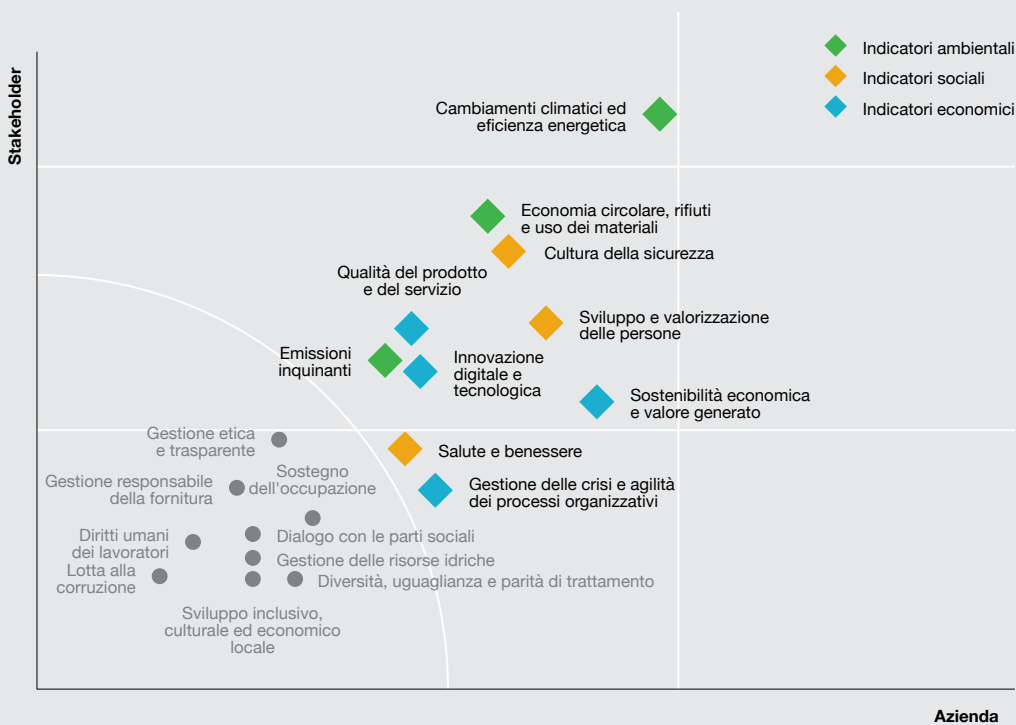 Stakeholder
Indicatori ambientali
Indicatori sociali
Indicatori economici
Cambiamenti climatici ed
eficienza energetica
Economia circolare, rifiuti
e uso dei materiali
Cultura della sicurezza
Qualità del prodotto
e del servizio
Sviluppo e valorizzazione
delle persone
Emissioni
inquinanti
Innovazione
digitale e
tecnologica
Sostenibilità economica
e valore generato
Gestione etica
e trasparente
Salute e benessere
Gestione responsabile
della fornitura
Sostegno
dell'occupazione
Gestione delle crisi e agilità
dei processi organizzativi
Diritti umani
dei lavoratori
Dialogo con le parti sociali
Gestione delle risorse idriche
Lotta alla
corruzione
Diversità, uguaglianza e parità di trattamento
Sviluppo inclusivo,
culturale ed economico
locale
Azienda